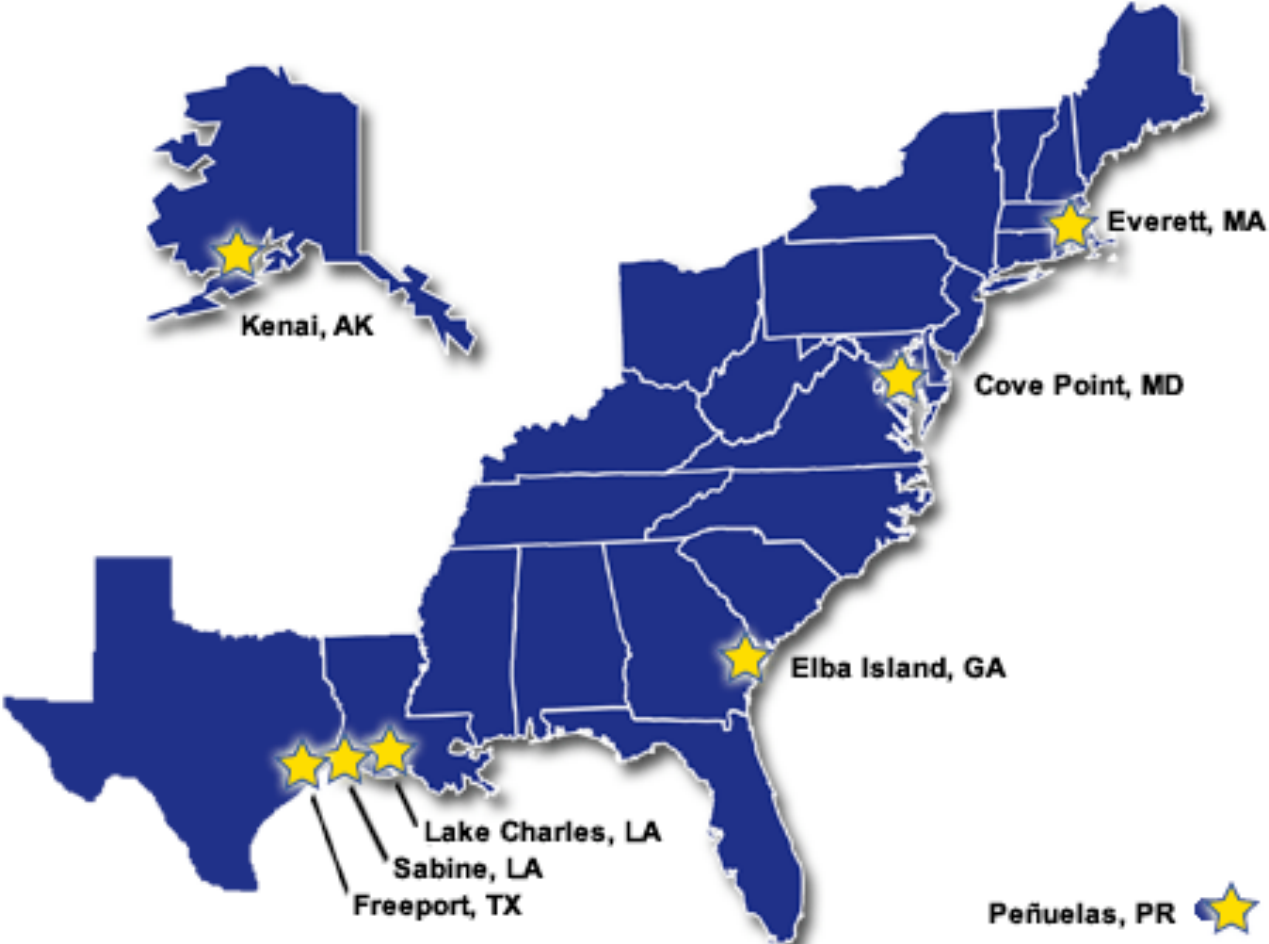 Everett, MA
Kenai, AK
Cove Point, MD
Elba Island, GA
Lake Charles, LA
Sabine, LA
Freeport, TX
Peñuelas, PR